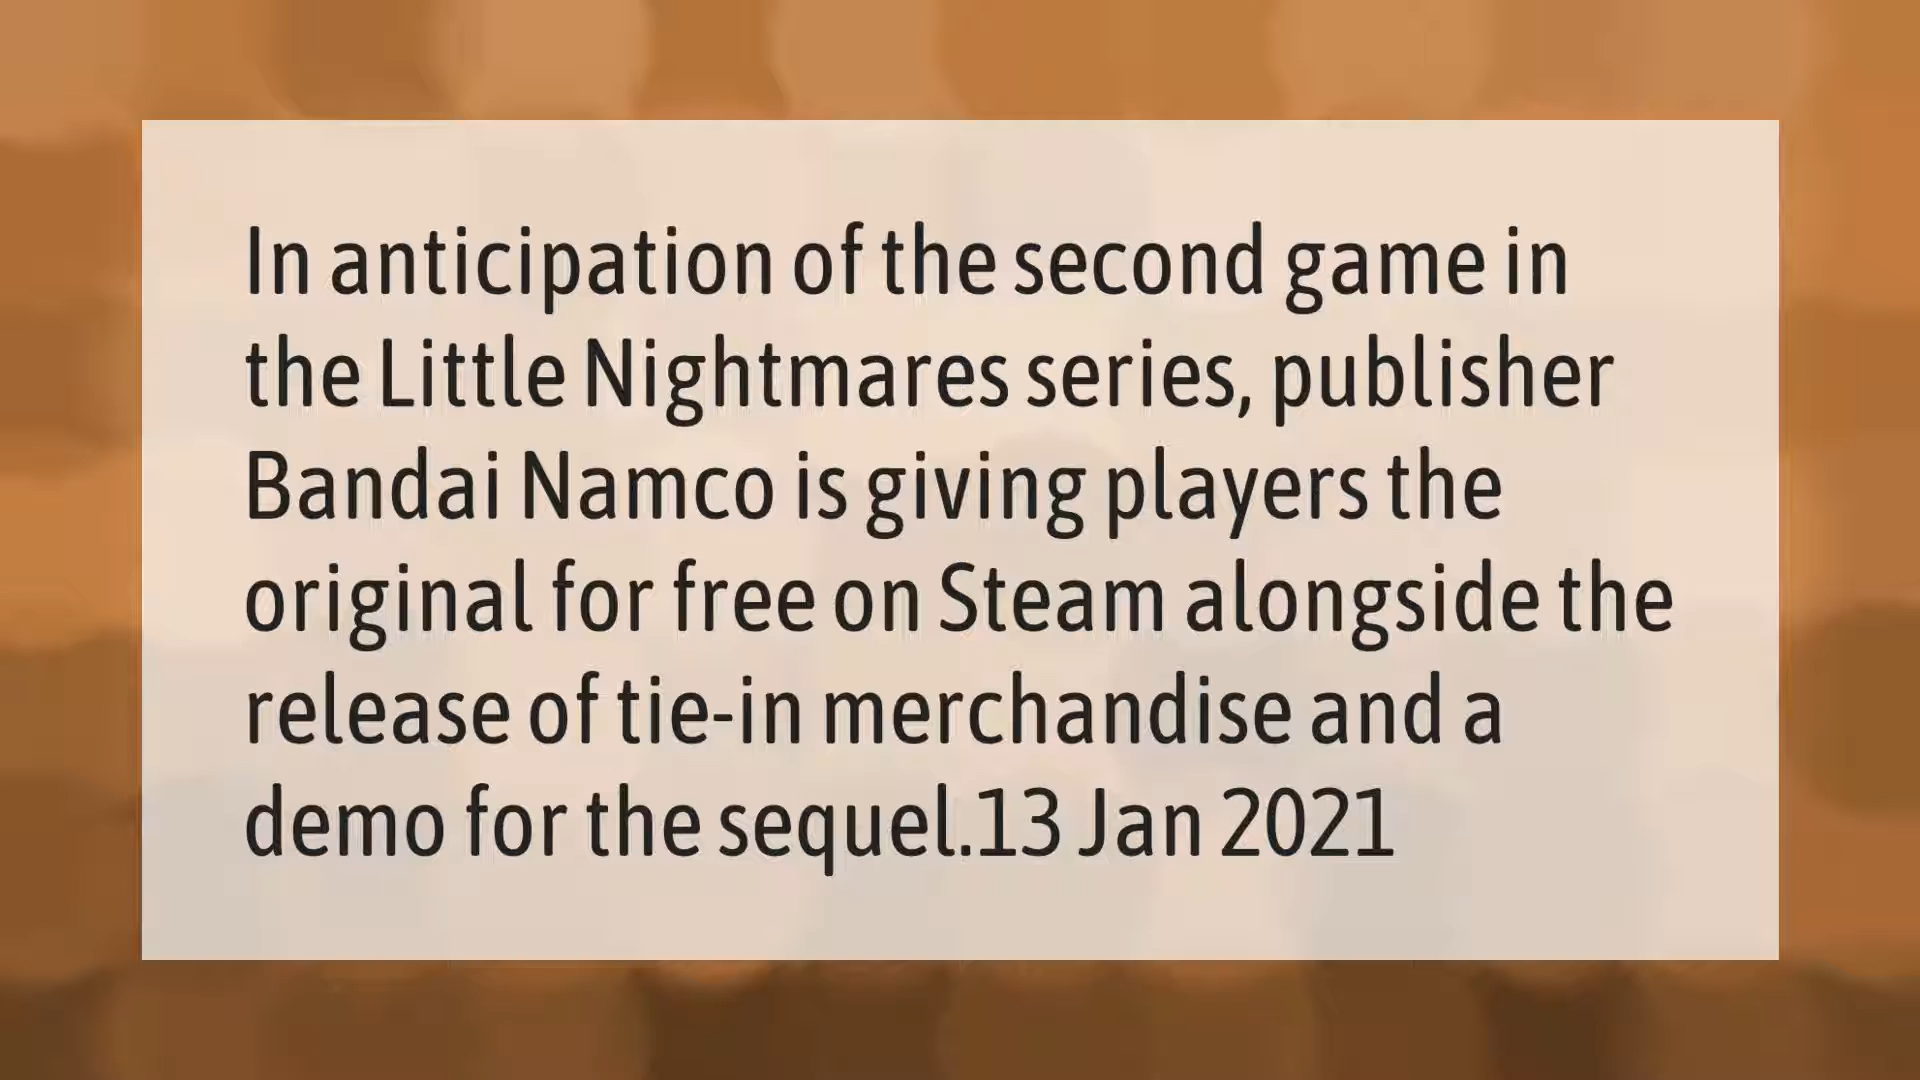 In anticipation of the second game in
the Little Nightmares series, publisher
Bandai Namco is giving players the
original for free on Steam alongside the
release of tie-in merchandise and a
demo for the sequel.13 Jan 2021